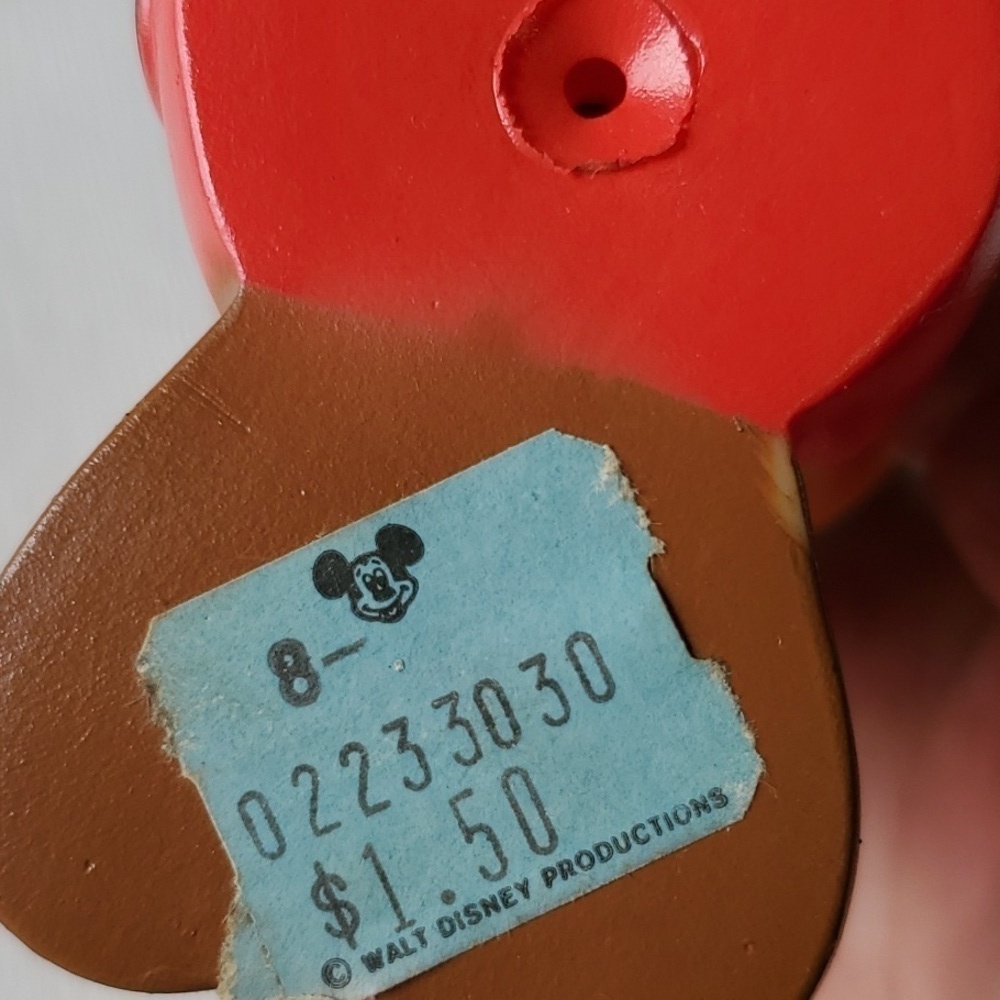 8-
02233030
$1.50
© WALT DISNEY PRODUCTIONS